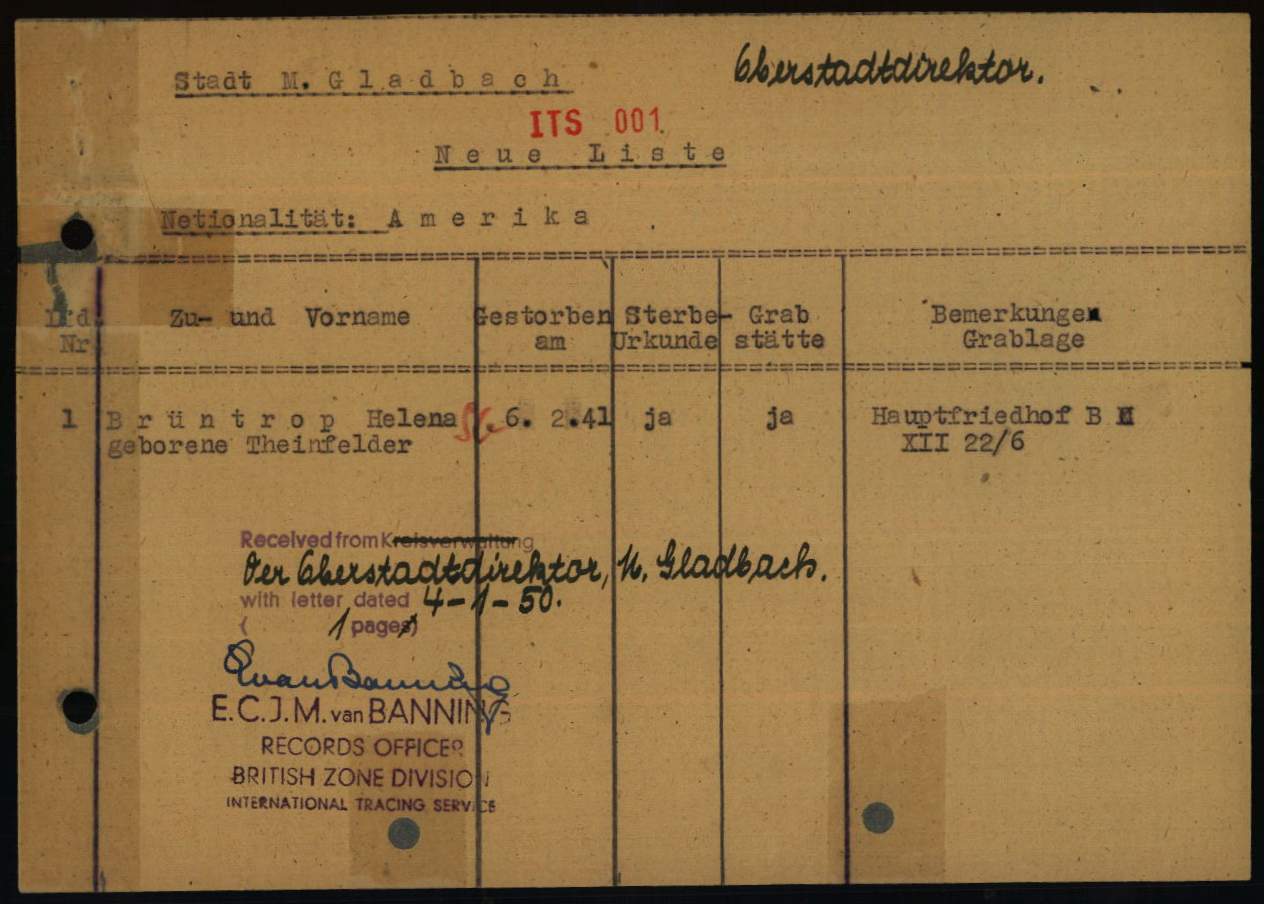 Stadt M. Gladbach
Oberstadtdirektor.
ITS 001
Neue Liste
Nationalität: Amerika
Lfd. Nr. Zu- und Vorname Gestorben am Sterbe- Urkunde Grab stätte Bemerkungen Grablage
1 Brüntrop Helena . 6. 2.41 ja ja Hauptfriedhof B
geborene Theinfelder XII 22/6
Received from Kreisverwaltung
Der Oberstadtdirektor, M. Gladbach.
with letter dated 4-1-50.
( 1 pages)
EvanBanning
E.C.J.M. van BANNING
RECORDS OFFICER
BRITISH ZONE DIVISION
INTERNATIONAL TRACING SERVICE